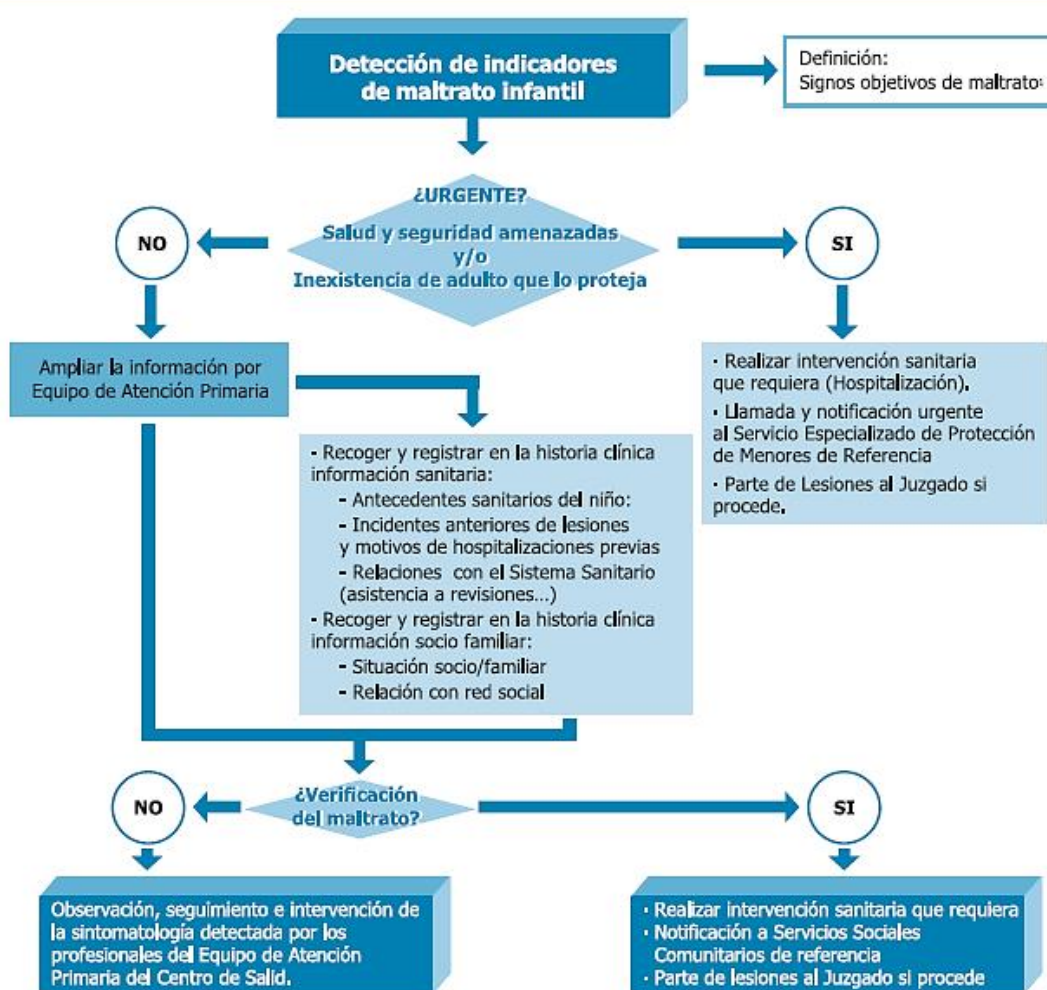 Detección de indicadores
de maltrato infantil
Definición:
Signos objetivos de maltrato:
¿URGENTE?
Salud y seguridad amenazadas
y/o
Inexistencia de adulto que lo proteja
NO
SI
Ampliar la información por
Equipo de Atención Primaria
- Realizar intervención sanitaria
que requiera (Hospitalización).
- Llamada y notificación urgente
al Servicio Especializado de Protección
de Menores de Referencia
- Parte de Lesiones al Juzgado si
procede.
- Recoger y registrar en la historia clínica
información sanitaria:
- Antecedentes sanitarios del niño:
- Incidentes anteriores de lesiones
y motivos de hospitalizaciones previas
- Relaciones con el Sistema Sanitario
(asistencia a revisiones...)
- Recoger y registrar en la historia clínica
información socio familiar:
- Situación socio/familiar
- Relación con red social
¿Verificación
del maltrato?
NO
SI
Observación, seguimiento e intervención de
la sintomatología detectada por los
profesionales del Equipo de Atención
Primaria del Centro de Salid.
· Realizar intervención sanitaria que requiera
· Notificación a Servicios Sociales
Comunitarios de referencia
· Parte de lesiones al Juzgado si procede